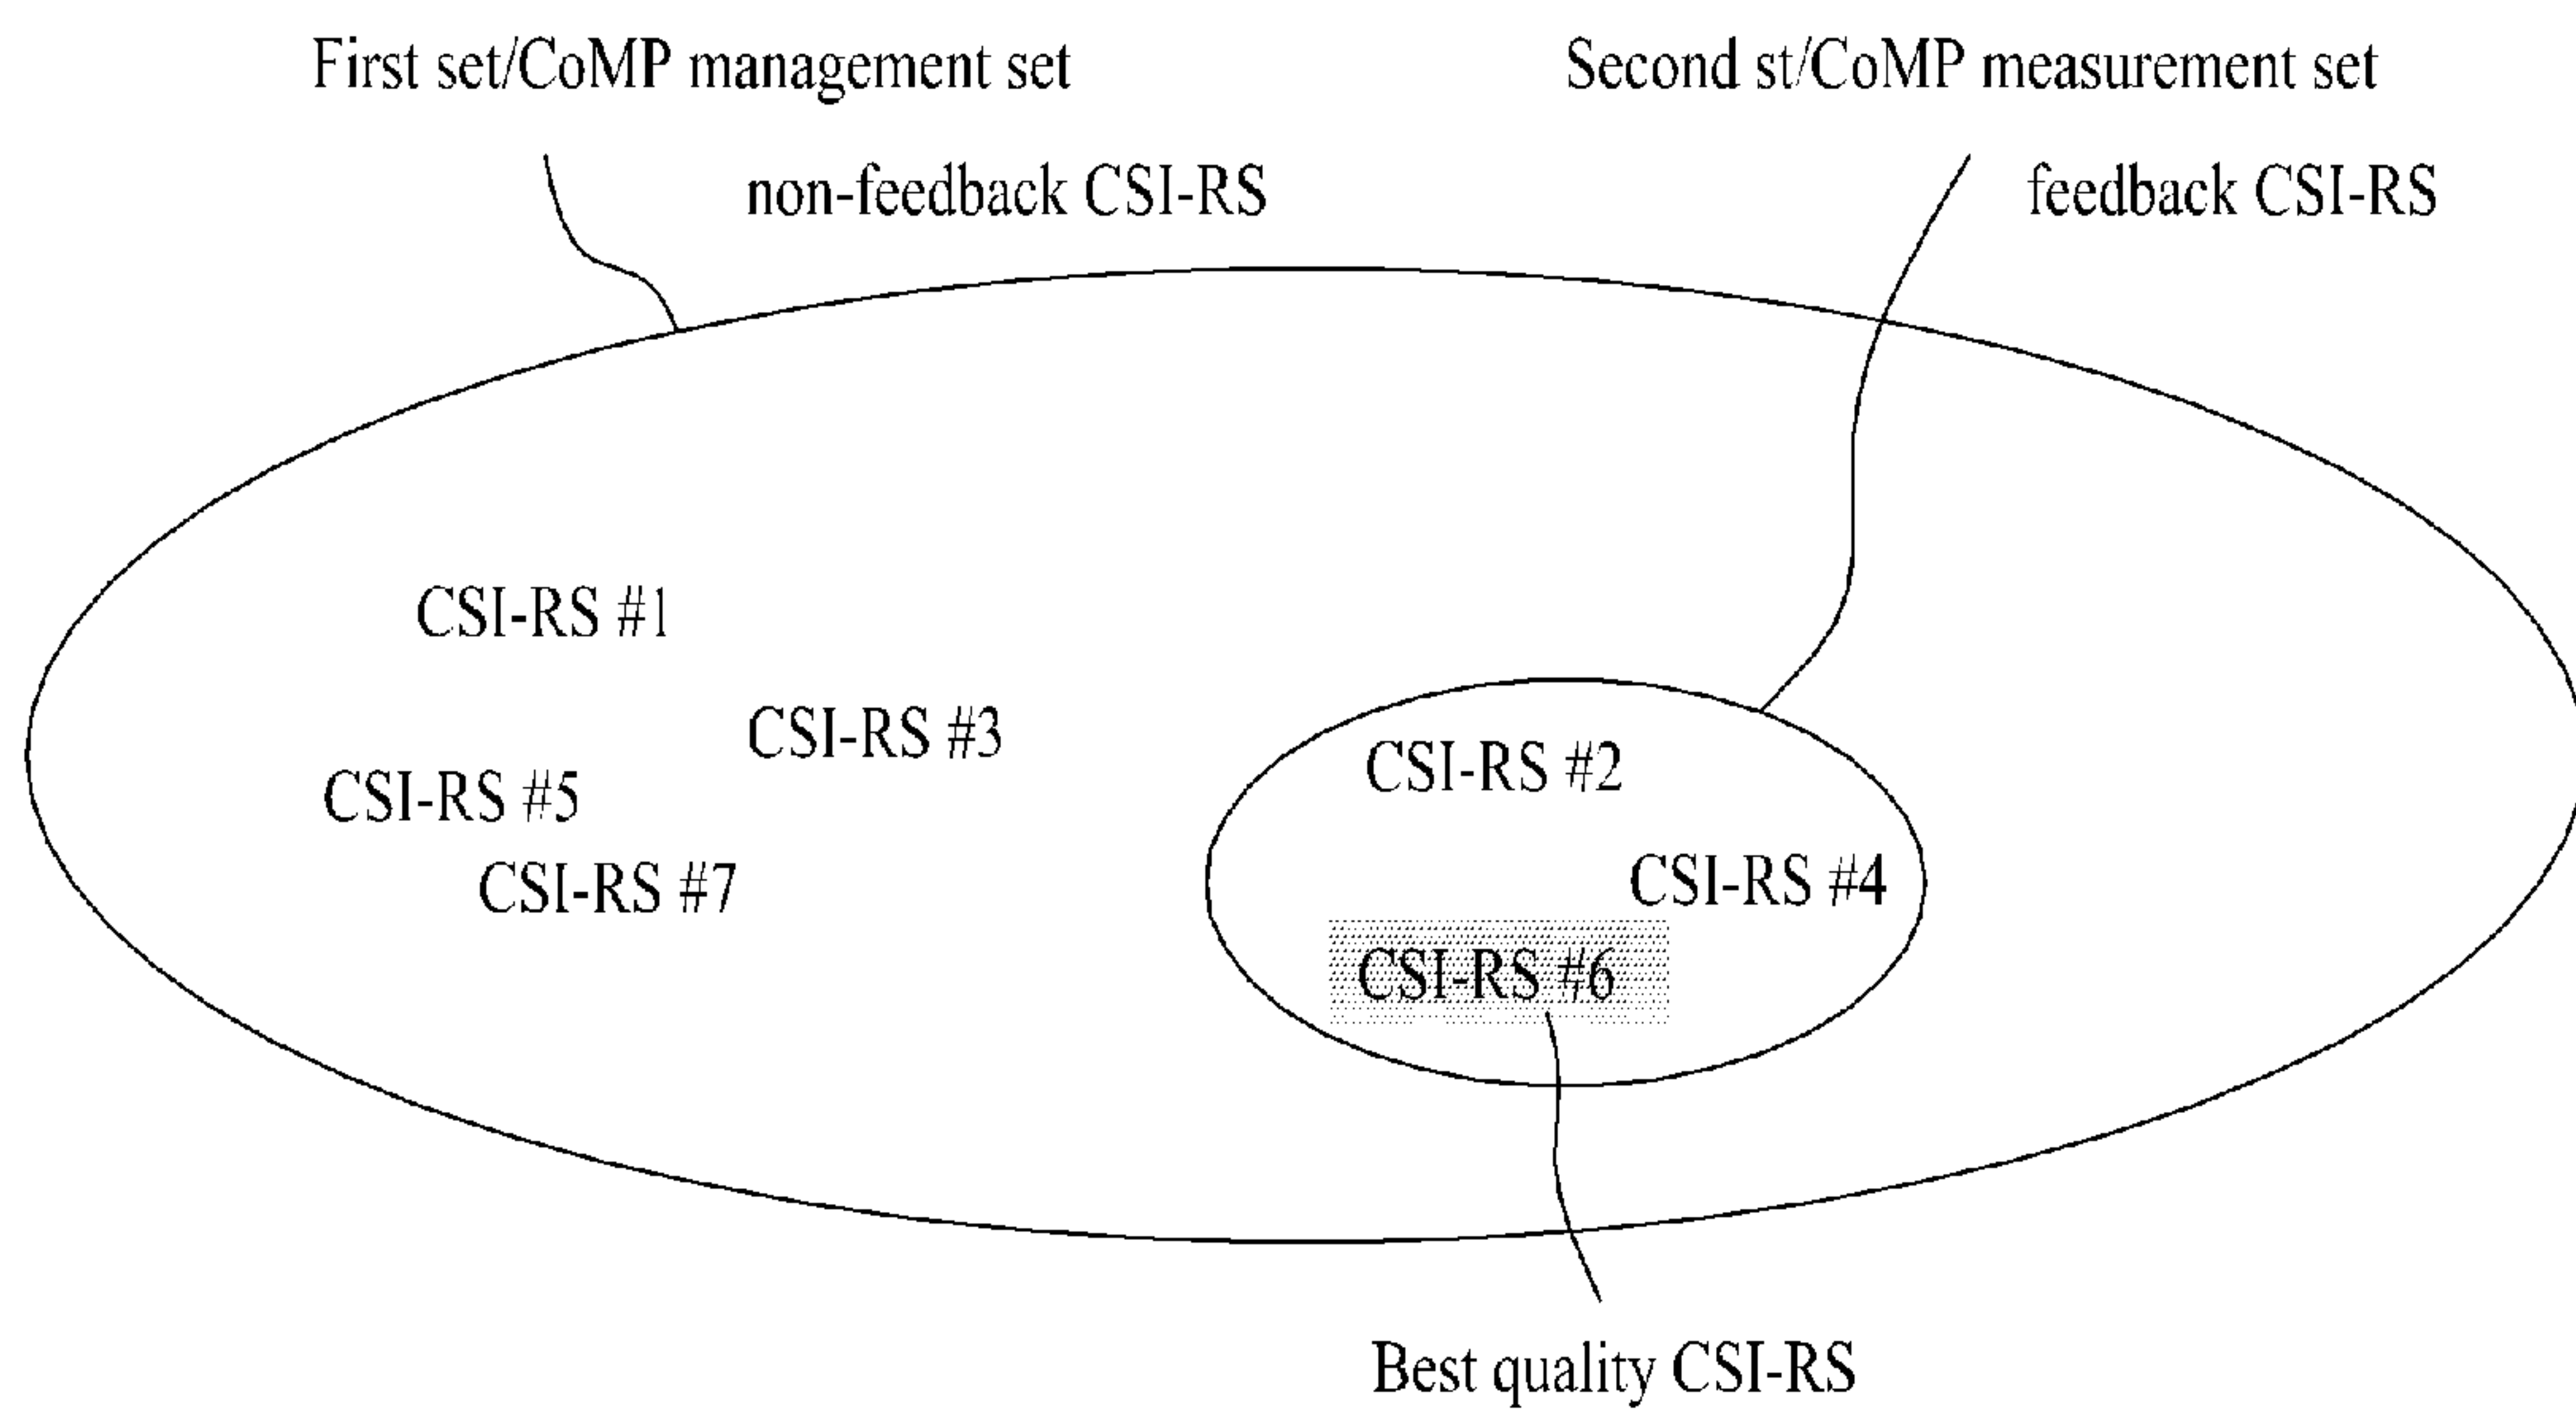 First set/CoMP management set
Second st/CoMP measurement set
non-feedback CSI-RS
feedback CSI-RS
CSI-RS #1
CSI-RS #3
CSI-RS #2
CSI-RS #5
CSI-RS #4
CSI-RS #7
CSI-RS #6
Best quality CSI-RS